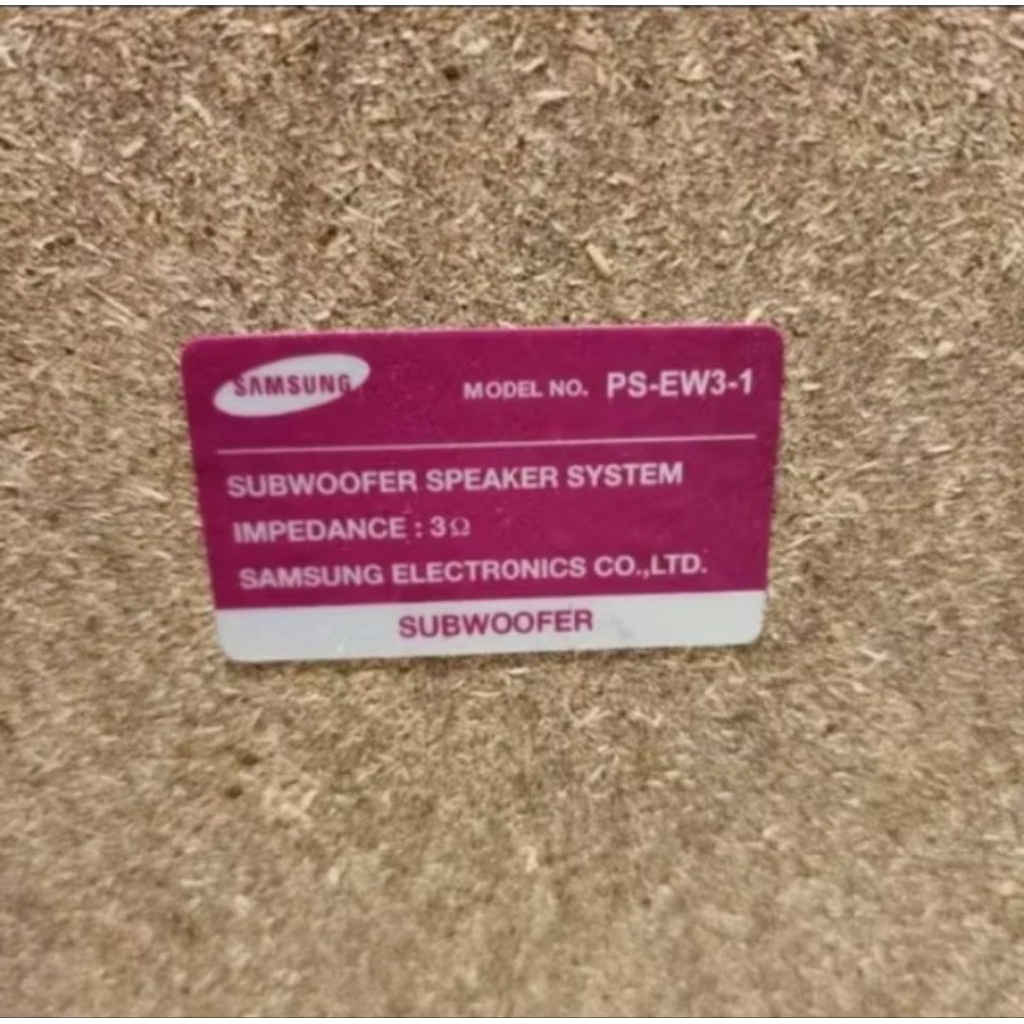 SAMSUNG MODEL NO. PS-EW3-1
SUBWOOFER SPEAKER SYSTEM
IMPEDANCE : 3Ω
SAMSUNG ELECTRONICS CO.,LTD.
SUBWOOFER